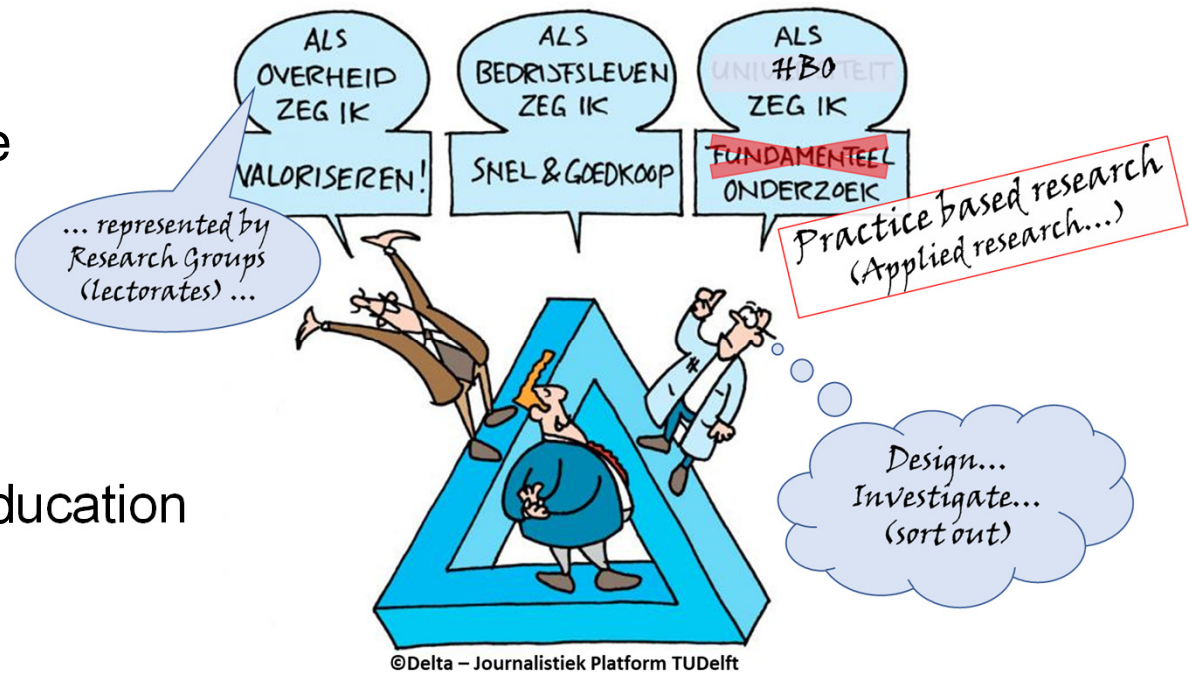 ALS
OVERHEID
ZEG IK
VALORISEREN!
ALS
BEDRIJFSLEVEN
ZEG IK
SNEL & GOEDKOOP
ALS
UNIVERSITEIT
HBO
ZEG IK
FUNDAMENTEEL
ONDERZOEK
e
... represented by
Research Groups
(lectorates) ...
Practice based research
(Applied research...)
Design...
Investigate...
(sort out)
ducation
©Delta – Journalistiek Platform TUDelft